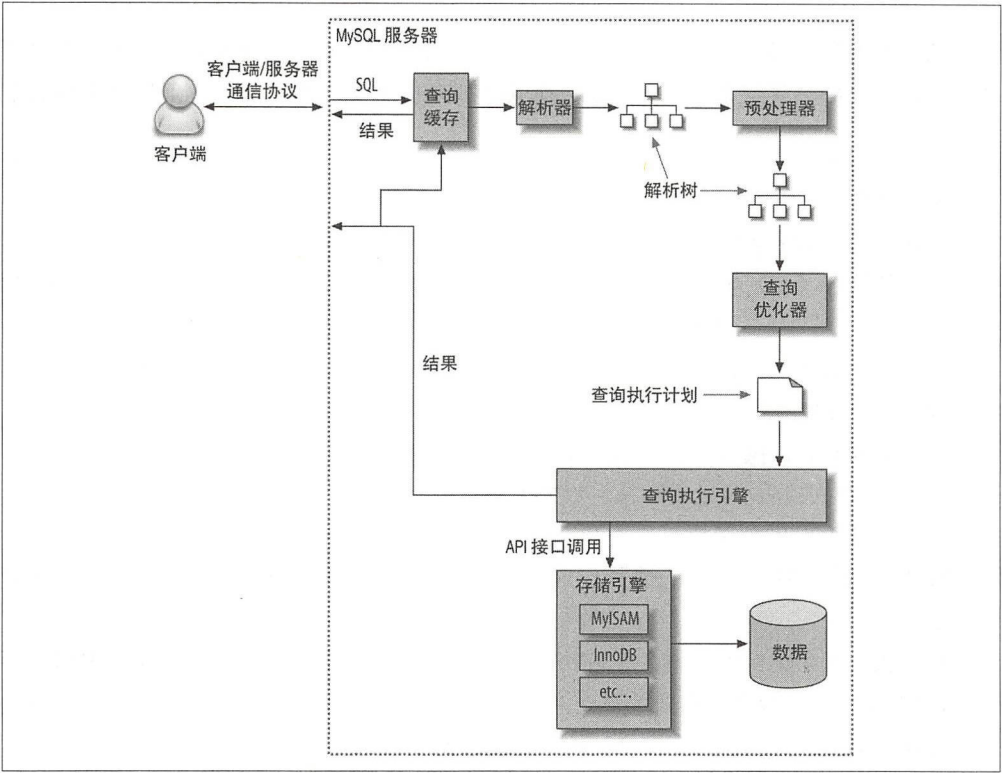 MySQL 服务器
客户端/服务器
通信协议
客户端
SQL
结果
查询
缓存
解析器
预处理器
解析树
查询
优化器
查询执行计划
结果
查询执行引擎
API 接口调用
存储引擎
MyISAM
InnoDB
etc...
数据